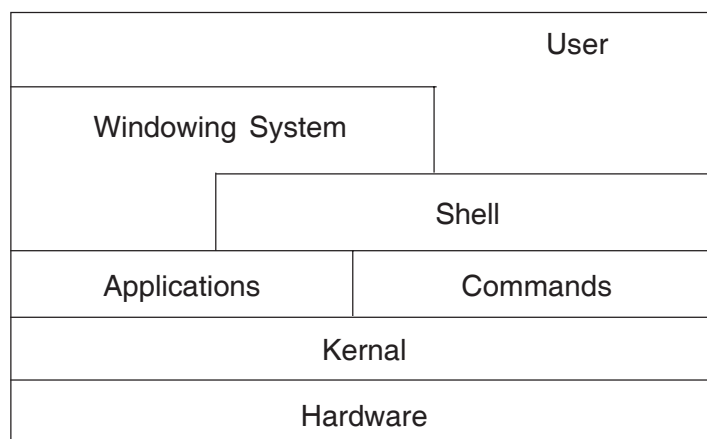 User
Windowing System
Shell
Applications Commands
Kernal
Hardware